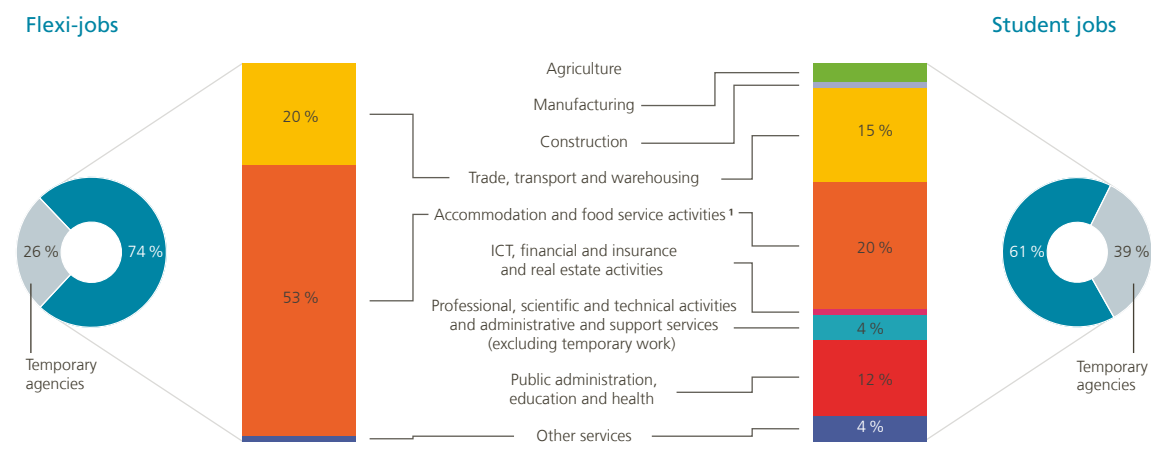 Flexi-jobs
Student jobs
Agriculture
Manufacturing
Construction
Trade, transport and warehousing
Accommodation and food service activities¹
ICT, financial and insurance
and real estate activities
Professional, scientific and technical activities
and administrative and support services
(excluding temporary work)
Public administration,
education and health
Other services
20 %
53 %
26 %
74 %
Temporary
agencies
15 %
20 %
4 %
12 %
4 %
61 %
39 %
Temporary
agencies